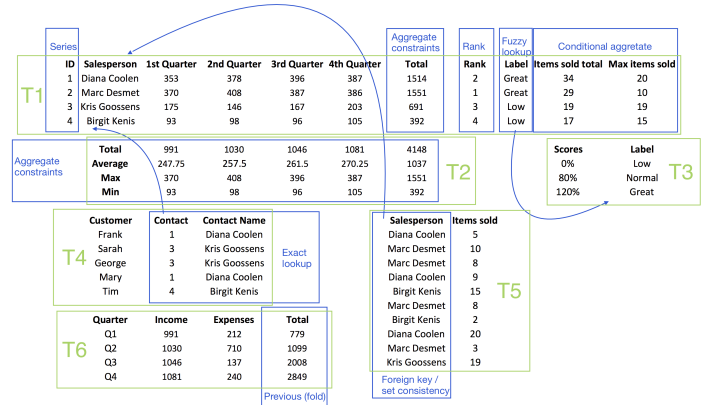 Series
Aggregate constraints
Rank
Fuzzy lookup
Conditional aggretate
T1
ID Salesperson 1st Quarter 2nd Quarter 3rd Quarter 4th Quarter Total Rank Label Items sold total Max items sold
1 Diana Coolen 353 378 396 387 1514 2 Great 34 20
2 Marc Desmet 370 408 387 386 1551 1 Great 29 10
3 Kris Goossens 175 146 167 203 691 3 Low 19 19
4 Birgit Kenis 93 98 96 105 392 4 Low 17 15
Aggregate constraints
Total 991 1030 1046 1081 4148
Average 247.75 257.5 261.5 270.25 1037
Max 370 408 396 387 1551
Min 93 98 96 105 392
T2
Scores Label
0% Low
80% Normal
120% Great
T3
T4
Customer Contact Contact Name
Frank 1 Diana Coolen
Sarah 3 Kris Goossens
George 3 Kris Goossens
Mary 1 Diana Coolen
Tim 4 Birgit Kenis
Exact lookup
Salesperson Items sold
Diana Coolen 5
Marc Desmet 10
Marc Desmet 8
Diana Coolen 9
Birgit Kenis 15
Marc Desmet 8
Birgit Kenis 2
Diana Coolen 20
Marc Desmet 3
Kris Goossens 19
T5
Foreign key / set consistency
T6
Quarter Income Expenses Total
Q1 991 212 779
Q2 1030 710 1099
Q3 1046 137 2008
Q4 1081 240 2849
Previous (fold)